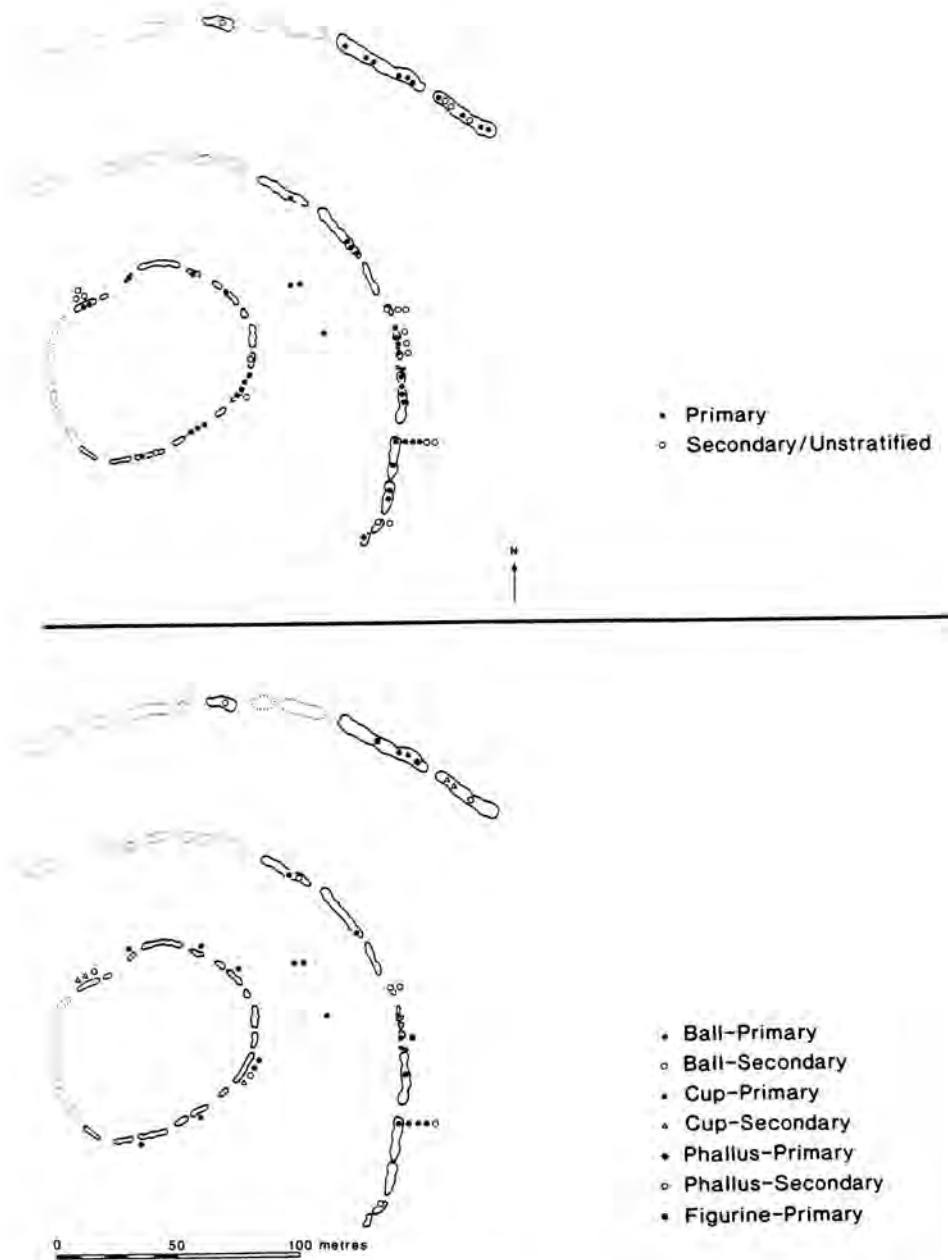 Primary
Secondary/Unstratified
N
Ball-Primary
Ball-Secondary
Cup-Primary
Cup-Secondary
Phallus-Primary
Phallus-Secondary
Figurine-Primary
0 50 100 metres